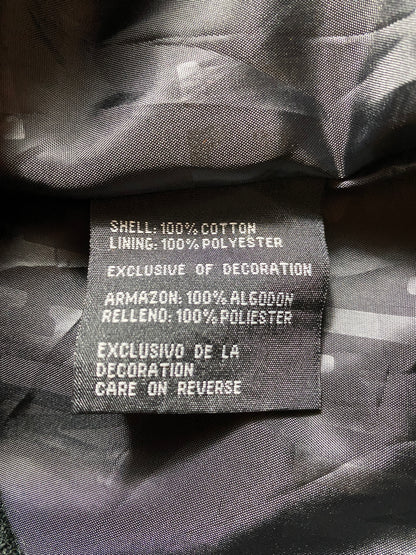 SHELL: 100% COTTON
LINING: 100% POLYESTER
EXCLUSIVE OF DECORATION
ARMAZON: 100% ALGODON
RELLENO: 100% POLIESTER
EXCLUSIVO DE LA
DECORATION
CARE ON REVERSE